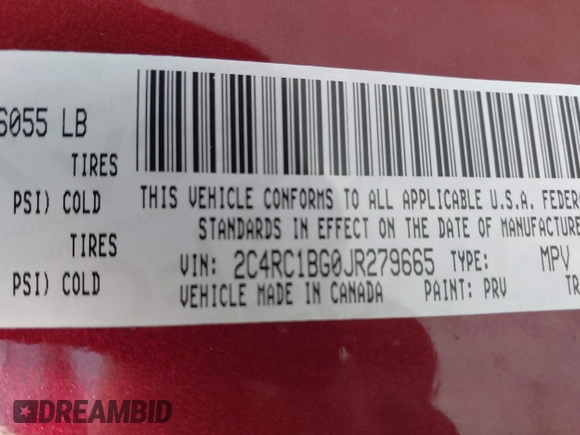 6055 LB
TIRES
PSI) COLD
TIRES
PSI) COLD
THIS VEHICLE CONFORMS TO ALL APPLICABLE U.S.A. FEDER
STANDARDS IN EFFECT ON THE DATE OF MANUFACTURE
VIN: 2C4RC1BG0JR279665 TYPE: MPV
VEHICLE MADE IN CANADA PAINT: PRV TR
DREAMBID